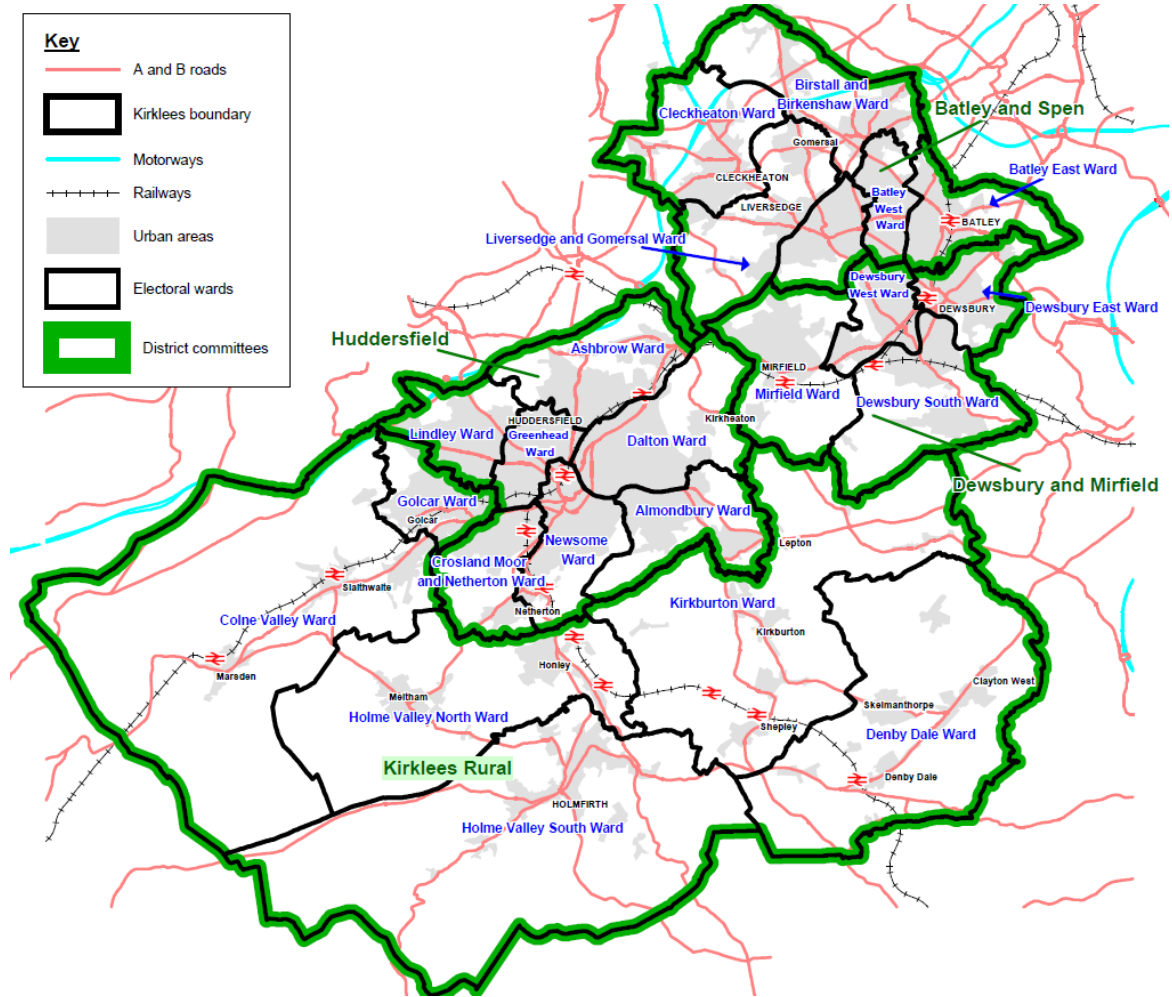 Key
A and B roads
Kirklees boundary
Motorways
Railways
Urban areas
Electoral wards
District committees
Birstall and
Birkenshaw Ward
Cleckheaton Ward
Batley and Spen
Gomersal
Batley East Ward
CLECKHEATON
LIVERSEDGE
Batley
West
Ward
BATLEY
Liversedge and Gomersal Ward
Dewsbury
West Ward
DEWSBURY
Dewsbury East Ward
Huddersfield
Ashbrow Ward
MIRFIELD
Mirfield Ward
Dewsbury South Ward
Kirkheaton
HUDDERSFIELD
Lindley Ward
Greenhead
Ward
Dalton Ward
Dewsbury and Mirfield
Golcar Ward
Golcar
Almondbury Ward
Newsome
Ward
Lepton
Crosland Moor
and Netherton Ward
Slaithwaite
Netherton
Kirkburton Ward
Colne Valley Ward
Kirkburton
Marsden
Honley
Meltham
Clayton West
Skelmanthorpe
Holme Valley North Ward
Shepley
Denby Dale Ward
Kirklees Rural
Denby Dale
HOLMFIRTH
Holme Valley South Ward